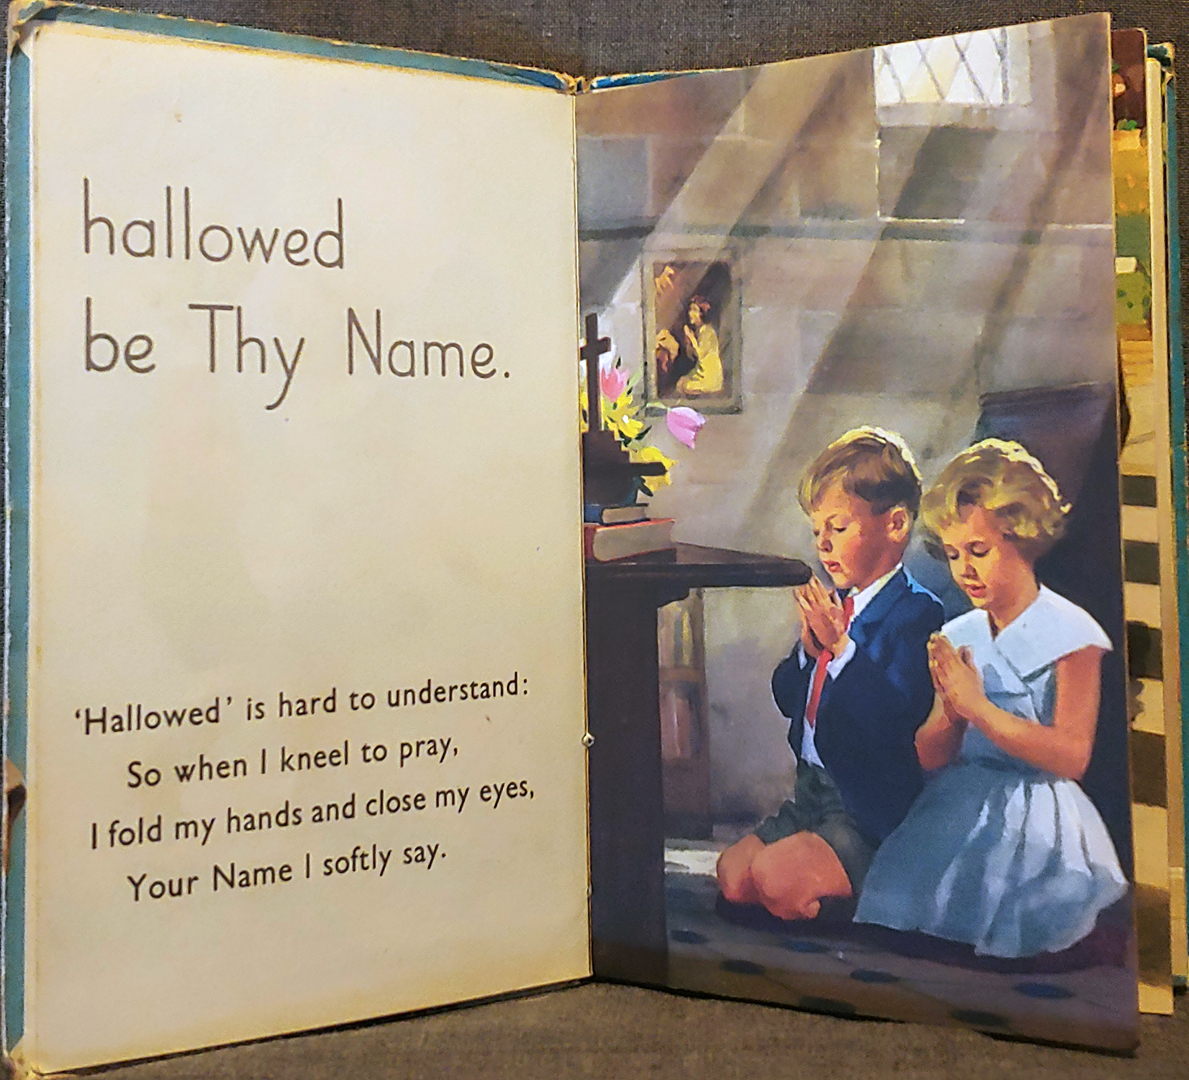 hallowed
be Thy Name.
‘Hallowed’ is hard to understand:
So when I kneel to pray,
I fold my hands and close my eyes,
Your Name I softly say.